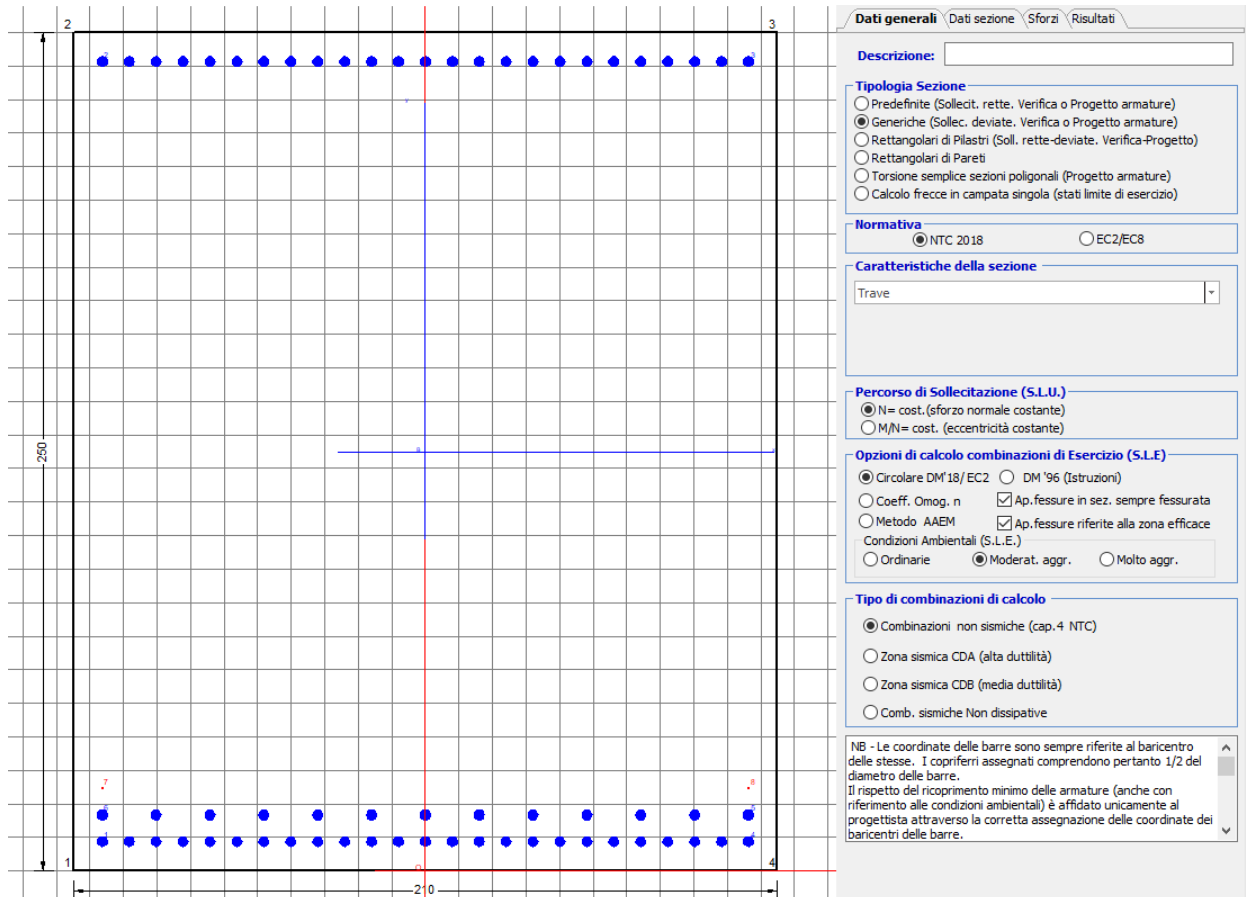 2
3
250
7
8
1
4
210
Dati generali
Dati sezione
Sforzi
Risultati
Descrizione:
Tipologia Sezione
Predefinite (Sollecit. rette. Verifica o Progetto armature)
Generiche (Sollec. deviate. Verifica o Progetto armature)
Rettangolari di Pilastri (Soll. rette-deviate. Verifica-Progetto)
Rettangolari di Pareti
Torsione semplice sezioni poligonali (Progetto armature)
Calcolo frecce in campata singola (stati limite di esercizio)
Normativa
NTC 2018
EC2/EC8
Caratteristiche della sezione
Trave
Percorso di Sollecitazione (S.L.U.)
N= cost.(sforzo normale costante)
M/N= cost. (eccentricità costante)
Opzioni di calcolo combinazioni di Esercizio (S.L.E)
Circolare DM'18/ EC2
DM '96 (Istruzioni)
Coeff. Omog. n
Ap.fessure in sez. sempre fessurata
Metodo AAEM
Ap.fessure riferite alla zona efficace
Condizioni Ambientali (S.L.E.)
Ordinarie
Moderat. aggr.
Molto aggr.
Tipo di combinazioni di calcolo
Combinazioni non sismiche (cap.4 NTC)
Zona sismica CDA (alta duttilità)
Zona sismica CDB (media duttilità)
Comb. sismiche Non dissipative
NB - Le coordinate delle barre sono sempre riferite al baricentro
delle stesse. I copriferri assegnati comprendono pertanto 1/2 del
diametro delle barre.
Il rispetto del ricoprimento minimo delle armature (anche con
riferimento alle condizioni ambientali) è affidato unicamente al
progettista attraverso la corretta assegnazione delle coordinate dei
baricentri delle barre.